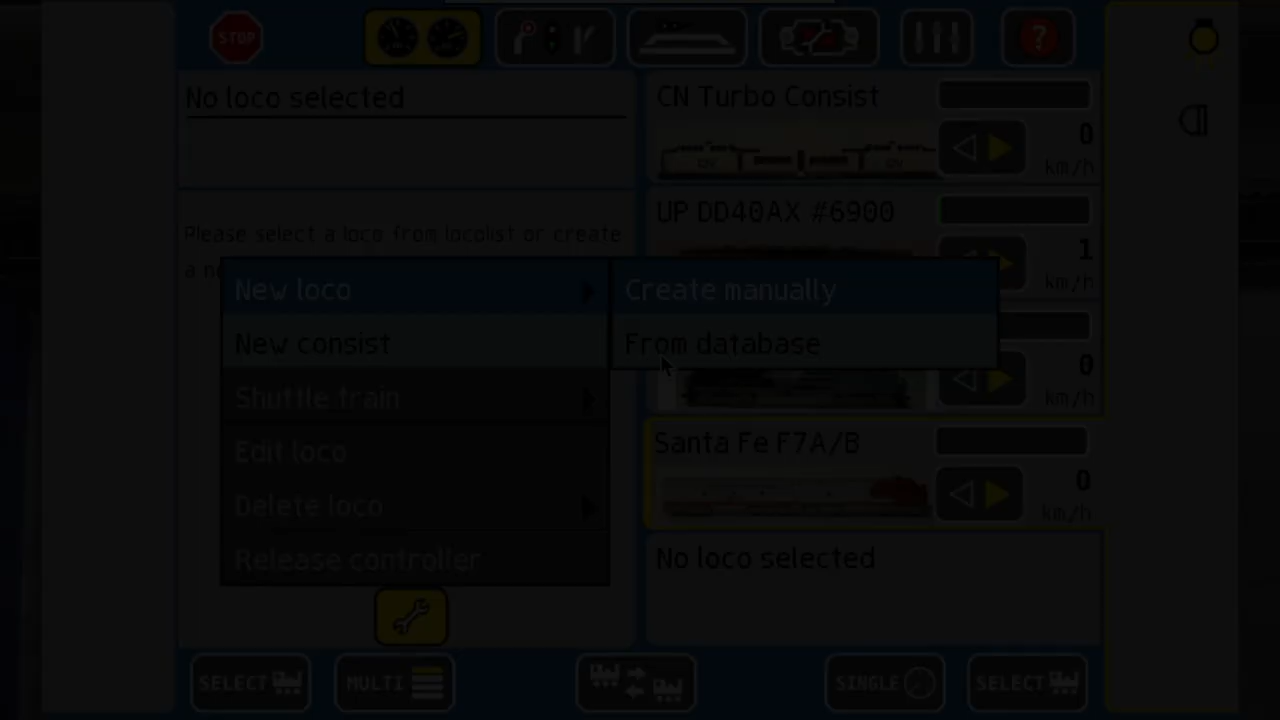 STOP
?
No loco selected
Please select a loco from locolist or create
a n
New loco
Create manually
New consist
From database
Shuttle train
Edit loco
Delete loco
Release controller
CN Turbo Consist
0
km/h
UP DD40AX #6900
1
km/h
0
km/h
Santa Fe F7A/B
0
km/h
No loco selected
SELECT
MULTI
SINGLE
SELECT